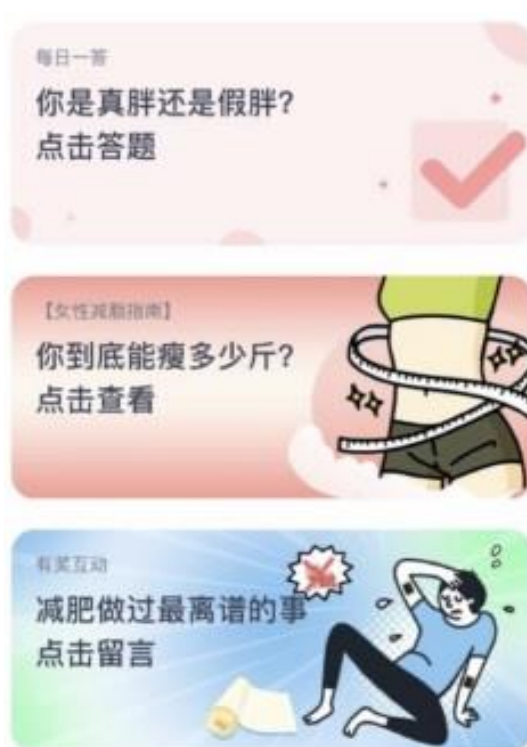 每日一答
你是真胖还是假胖?
点击答题
【女性减脂指南】
你到底能瘦多少斤?
点击查看
有奖互动
减肥做过最离谱的事
点击留言